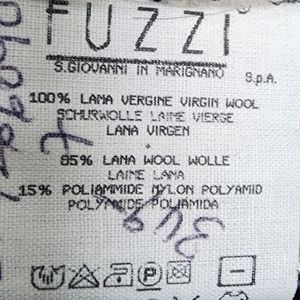 FUZZI
S.GIOVANNI IN MARIGNANO S.p.A.
100% LANA VERGINE VIRGIN WOOL
SCHURWOLLE LAINE VIERGE
LANA VIRGEN
85% LANA WOOL WOLLE
LAINE LANA
15% POLIAMMIDE NYLON POLYAMID
POLYAMIDE POLIAMIDA
P